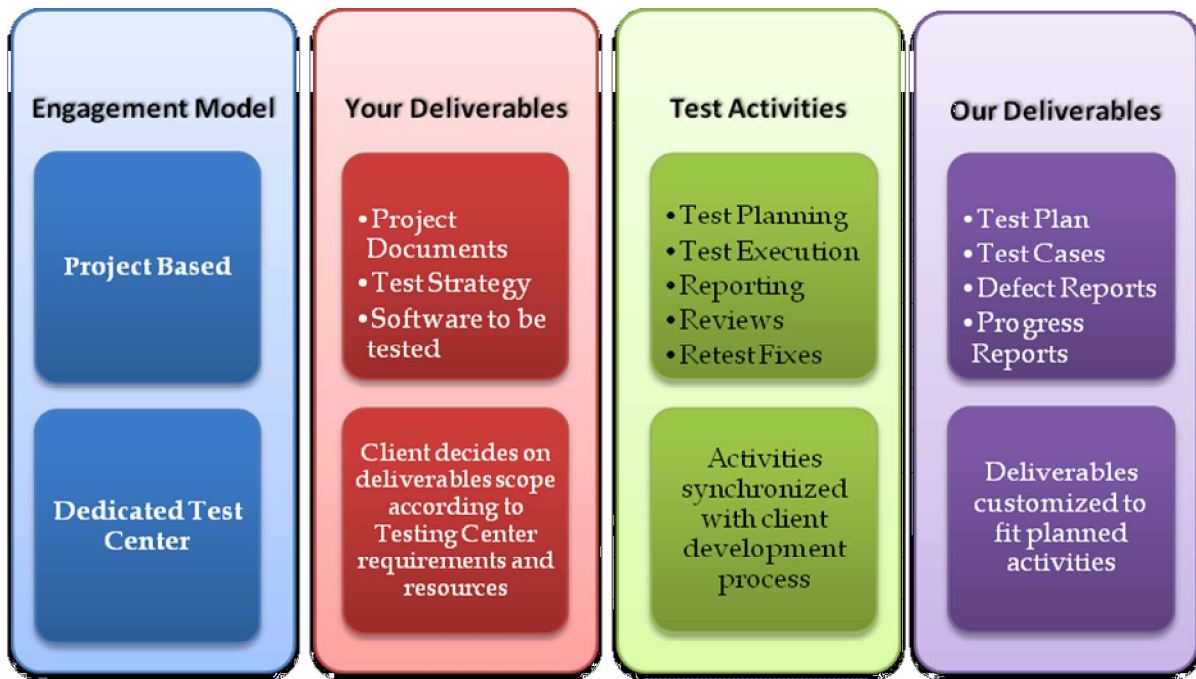 Engagement Model
Project Based
Dedicated Test
Center
Your Deliverables
•Project
Documents
•Test Strategy
•Software to be
tested
Client decides on
deliverables scope
according to
Testing Center
requirements and
resources
Test Activities
•Test Planning
•Test Execution
•Reporting
•Reviews
•Retest Fixes
Activities
synchronized
with client
development
process
Our Deliverables
•Test Plan
•Test Cases
•Defect Reports
•Progress
Reports
Deliverables
customized to
fit planned
activities